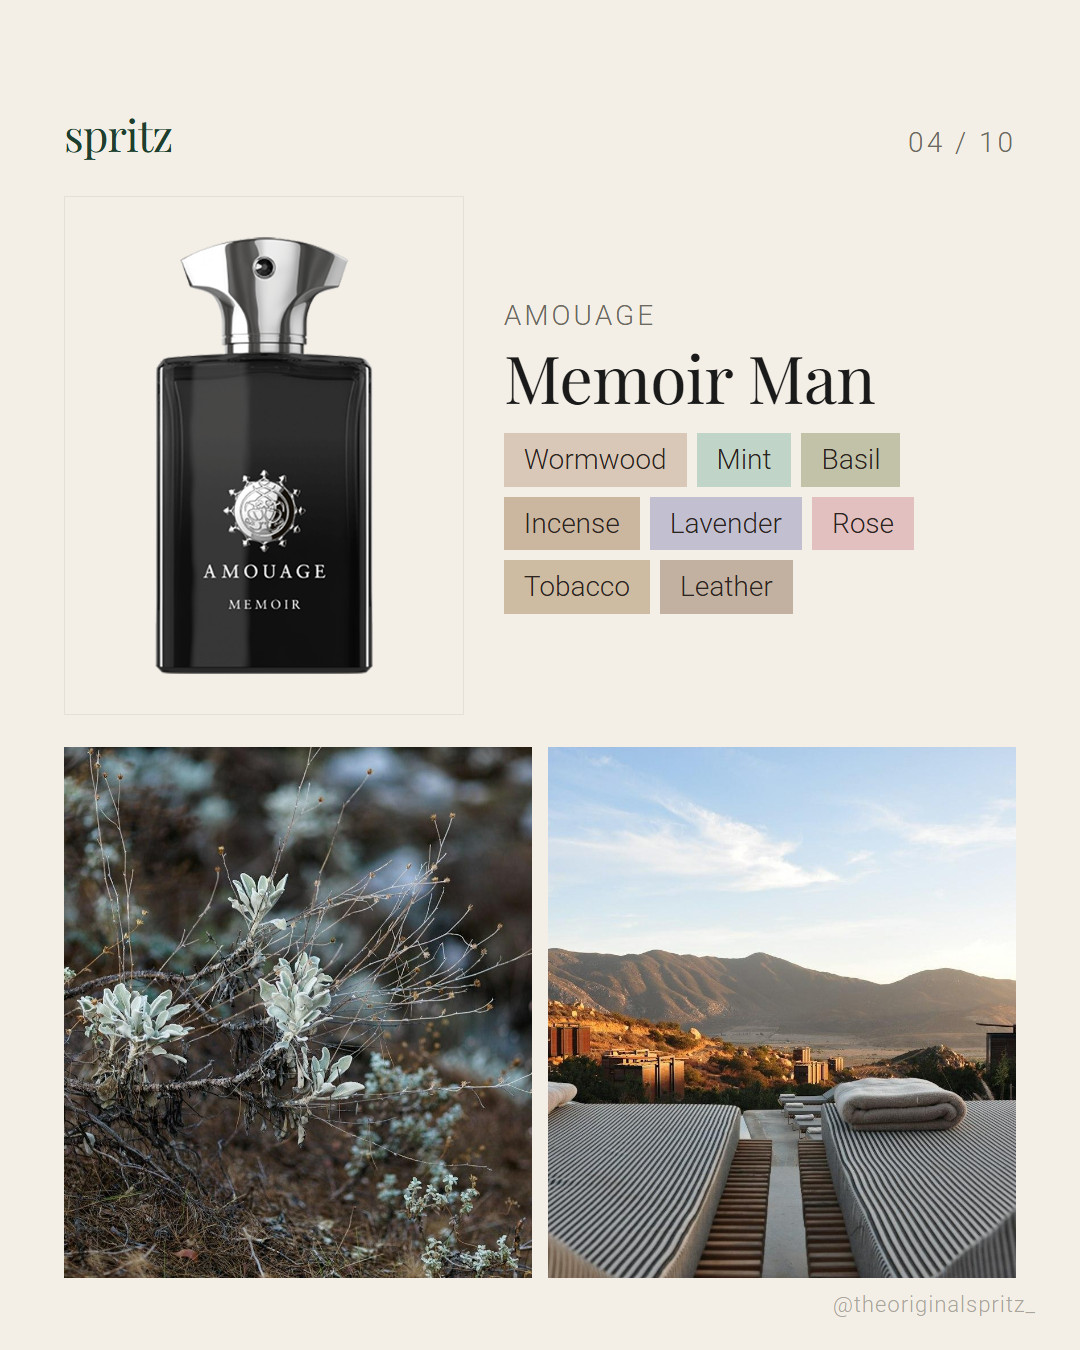 spritz
04 / 10
AMOUAGE
Memoir Man
Wormwood Mint Basil
Incense Lavender Rose
Tobacco Leather
AMOUAGE
MEMOIR
@theoriginalspritz_